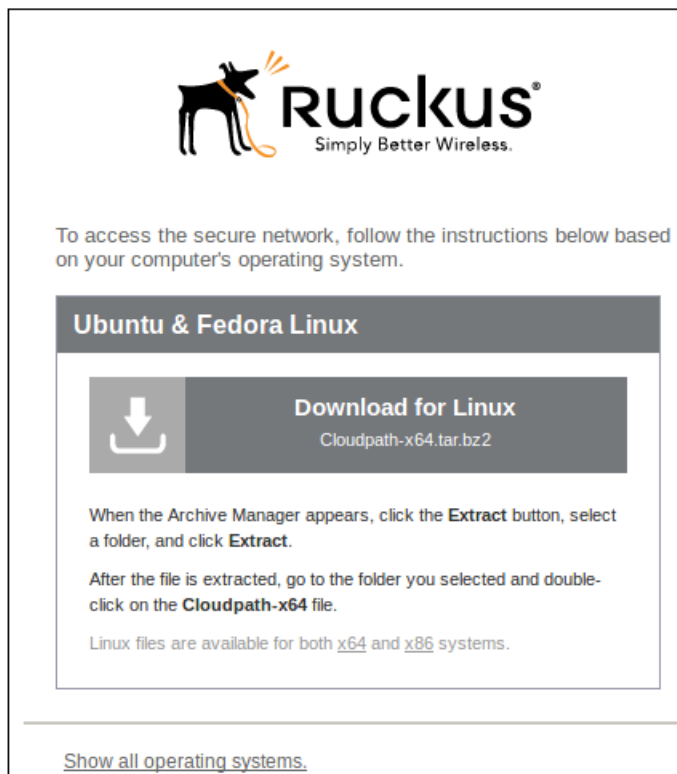 RUCKUS®
Simply Better Wireless.
To access the secure network, follow the instructions below based
on your computer's operating system.
Ubuntu & Fedora Linux
Download for Linux
Cloudpath-x64.tar.bz2
When the Archive Manager appears, click the Extract button, select
a folder, and click Extract.
After the file is extracted, go to the folder you selected and double-
click on the Cloudpath-x64 file.
Linux files are available for both x64 and x86 systems.
Show all operating systems.